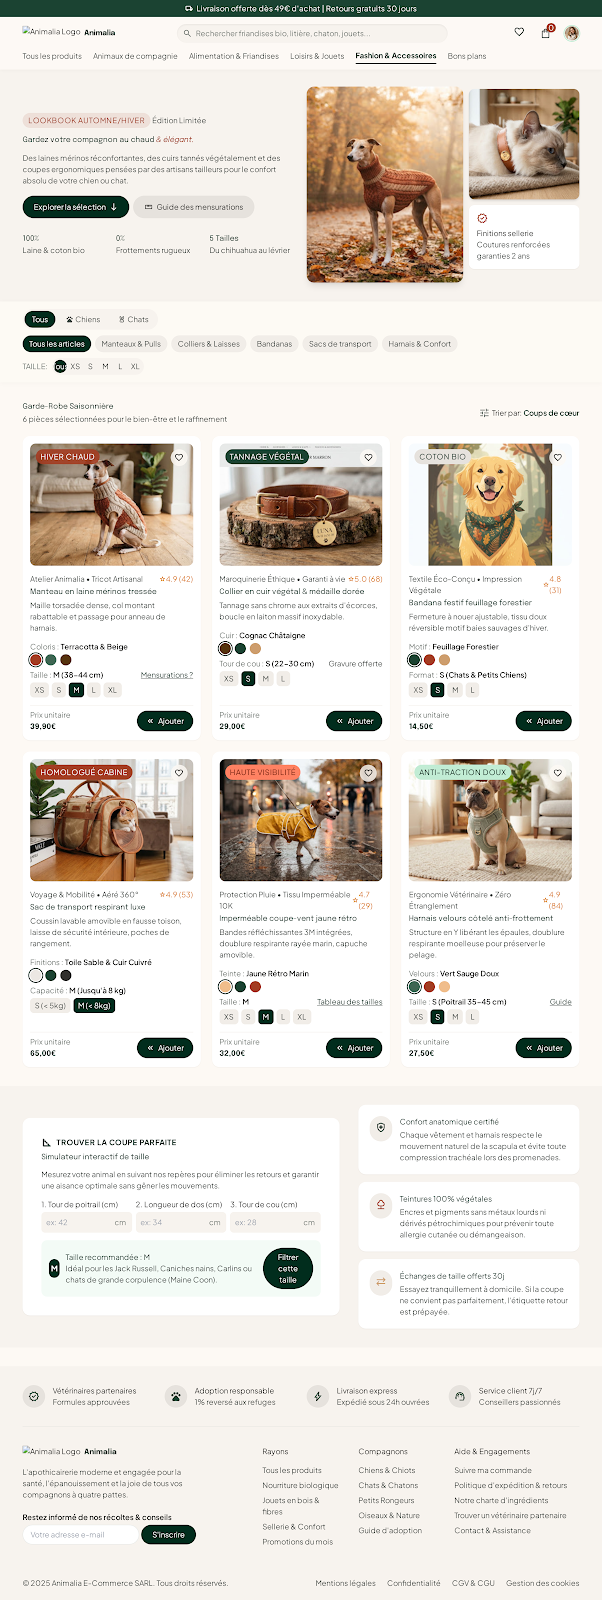 Livraison offerte dès 49€ d'achat | Retours gratuits 30 jours
Animalia Logo Animalia
Rechercher friandises bio, litière, chaton, jouets...
0
Tous les produits Animaux de compagnie Alimentation & Friandises Loisirs & Jouets Fashion & Accessoires Bons plans
LOOKBOOK AUTOMNE/HIVER Édition Limitée
Gardez votre compagnon au chaud & élégant.
Des laines mérinos réconfortantes, des cuirs tannés végétalement et des
coupes ergonomiques pensées par des artisans tailleurs pour le confort
absolu de votre chien ou chat.
Explorer la sélection
Guide des mensurations
100% 0% 5 Tailles
Laine & coton bio Frottements rugueux Du chihuahua au lévrier
Finitions sellerie
Coutures renforcées
garanties 2 ans
Tous Chiens Chats
Tous les articles Manteaux & Pulls Colliers & Laisses Bandanas Sacs de transport Harnais & Confort
TAILLE: ous XS S M L XL
Garde-Robe Saisonnière
6 pièces sélectionnées pour le bien-être et le raffinement
Trier par: Coups de cœur
HIVER CHAUD
Atelier Animalia • Tricot Artisanal 4.9 (42)
Manteau en laine mérinos tressée
Maille torsadée dense, col montant
rabattable et passage pour anneau de
harnais.
Coloris : Terracotta & Beige
Taille : M (38-44 cm) Mensurations ?
XS S M L XL
Prix unitaire
39,90€
Ajouter
TANNAGE VÉGÉTAL
LUNA
Maroquinerie Éthique • Garanti à vie 5.0 (68)
Collier en cuir végétal & médaille dorée
Tannage sans chrome aux extraits d'écorces,
boucle en laiton massif inoxydable.
Cuir : Cognac Châtaigne
Tour de cou : S (22-30 cm) Gravure offerte
XS S M L
Prix unitaire
29,00€
Ajouter
COTON BIO
Textile Éco-Conçu • Impression
Végétale
4.8
(31)
Bandana festif feuillage forestier
Fermeture à nouer ajustable, tissu doux
réversible motif baies sauvages d'hiver.
Motif : Feuillage Forestier
Format : S (Chats & Petits Chiens)
XS S M L
Prix unitaire
14,50€
Ajouter
HOMOLOGUÉ CABINE
Voyage & Mobilité • Aéré 360° 4.9 (53)
Sac de transport respirant luxe
Coussin lavable amovible en fausse toison,
laisse de sécurité intérieure, poches de
rangement.
Finitions : Toile Sable & Cuir Cuivré
Capacité : M (Jusqu'à 8 kg)
S (< 5kg) M (< 8kg)
Prix unitaire
65,00€
Ajouter
HAUTE VISIBILITÉ
Protection Pluie • Tissu Imperméable
10K
4.7
(29)
Imperméable coupe-vent jaune rétro
Bandes réfléchissantes 3M intégrées,
doublure respirante rayée marin, capuche
amovible.
Teinte : Jaune Rétro Marin
Taille : M Tableau des tailles
XS S M L XL
Prix unitaire
32,00€
Ajouter
ANTI-TRACTION DOUX
Ergonomie Vétérinaire • Zéro
Étranglement
4.9
(84)
Harnais velours côtelé anti-frottement
Structure en Y libérant les épaules, doublure
respirante moelleuse pour préserver le
pelage.
Velours : Vert Sauge Doux
Taille : S (Poitrail 35-45 cm) Guide
XS S M L
Prix unitaire
27,50€
Ajouter
TROUVER LA COUPE PARFAITE
Simulateur interactif de taille
Mesurez votre animal en suivant nos repères pour éliminer les retours et garantir
une aisance optimale sans gêner les mouvements.
1. Tour de poitrail (cm) 2. Longueur de dos (cm) 3. Tour de cou (cm)
ex: 42 cm ex: 34 cm ex: 28 cm
M
Taille recommandée : M
Idéal pour les Jack Russell, Caniches nains, Carlins ou
chats de grande corpulence (Maine Coon).
Filtrer
cette
taille
Confort anatomique certifié
Chaque vêtement et harnais respecte le
mouvement naturel de la scapula et évite toute
compression trachéale lors des promenades.
Teintures 100% végétales
Encres et pigments sans métaux lourds ni
dérivés pétrochimiques pour prévenir toute
allergie cutanée ou démangeaison.
Échanges de taille offerts 30j
Essayez tranquillement à domicile. Si la coupe
ne convient pas parfaitement, l'étiquette retour
est prépayée.
Vétérinaires partenaires
Formules approuvées
Adoption responsable
1% reversé aux refuges
Livraison express
Expédié sous 24h ouvrées
Service client 7j/7
Conseillers passionnés
Animalia Logo Animalia
L'apothicairerie moderne et engagée pour la
santé, l'épanouissement et la joie de tous vos
compagnons à quatre pattes.
Restez informé de nos récoltes & conseils
Votre adresse e-mail S'inscrire
Rayons
Tous les produits
Nourriture biologique
Jouets en bois &
fibres
Sellerie & Confort
Promotions du mois
Compagnons
Chiens & Chiots
Chats & Chatons
Petits Rongeurs
Oiseaux & Nature
Guide d'adoption
Aide & Engagements
Suivre ma commande
Politique d'expédition & retours
Notre charte d'ingrédients
Trouver un vétérinaire partenaire
Contact & Assistance
© 2025 Animalia E-Commerce SARL. Tous droits réservés.
Mentions légales Confidentialité CGV & CGU Gestion des cookies